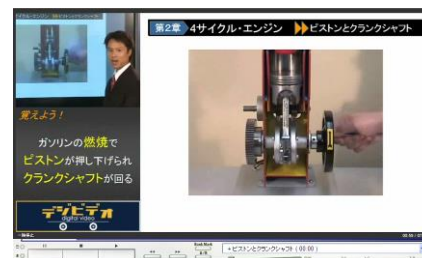 第2章 4サイクル・エンジン ▶▶ピストンとクランクシャフト
覚えよう!
ガソリンの燃焼で
ピストンが押し下げられ
クランクシャフトが回る
デジビデオ
digital video
• ピストンとクランクシャフト ( 00:00 )